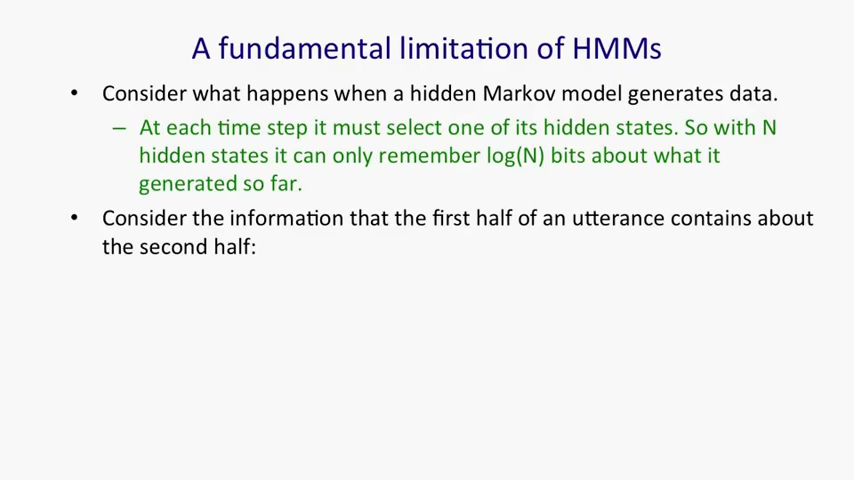 A fundamental limitation of HMMs
• Consider what happens when a hidden Markov model generates data.
– At each time step it must select one of its hidden states. So with N
hidden states it can only remember log(N) bits about what it
generated so far.
• Consider the information that the first half of an utterance contains about
the second half: